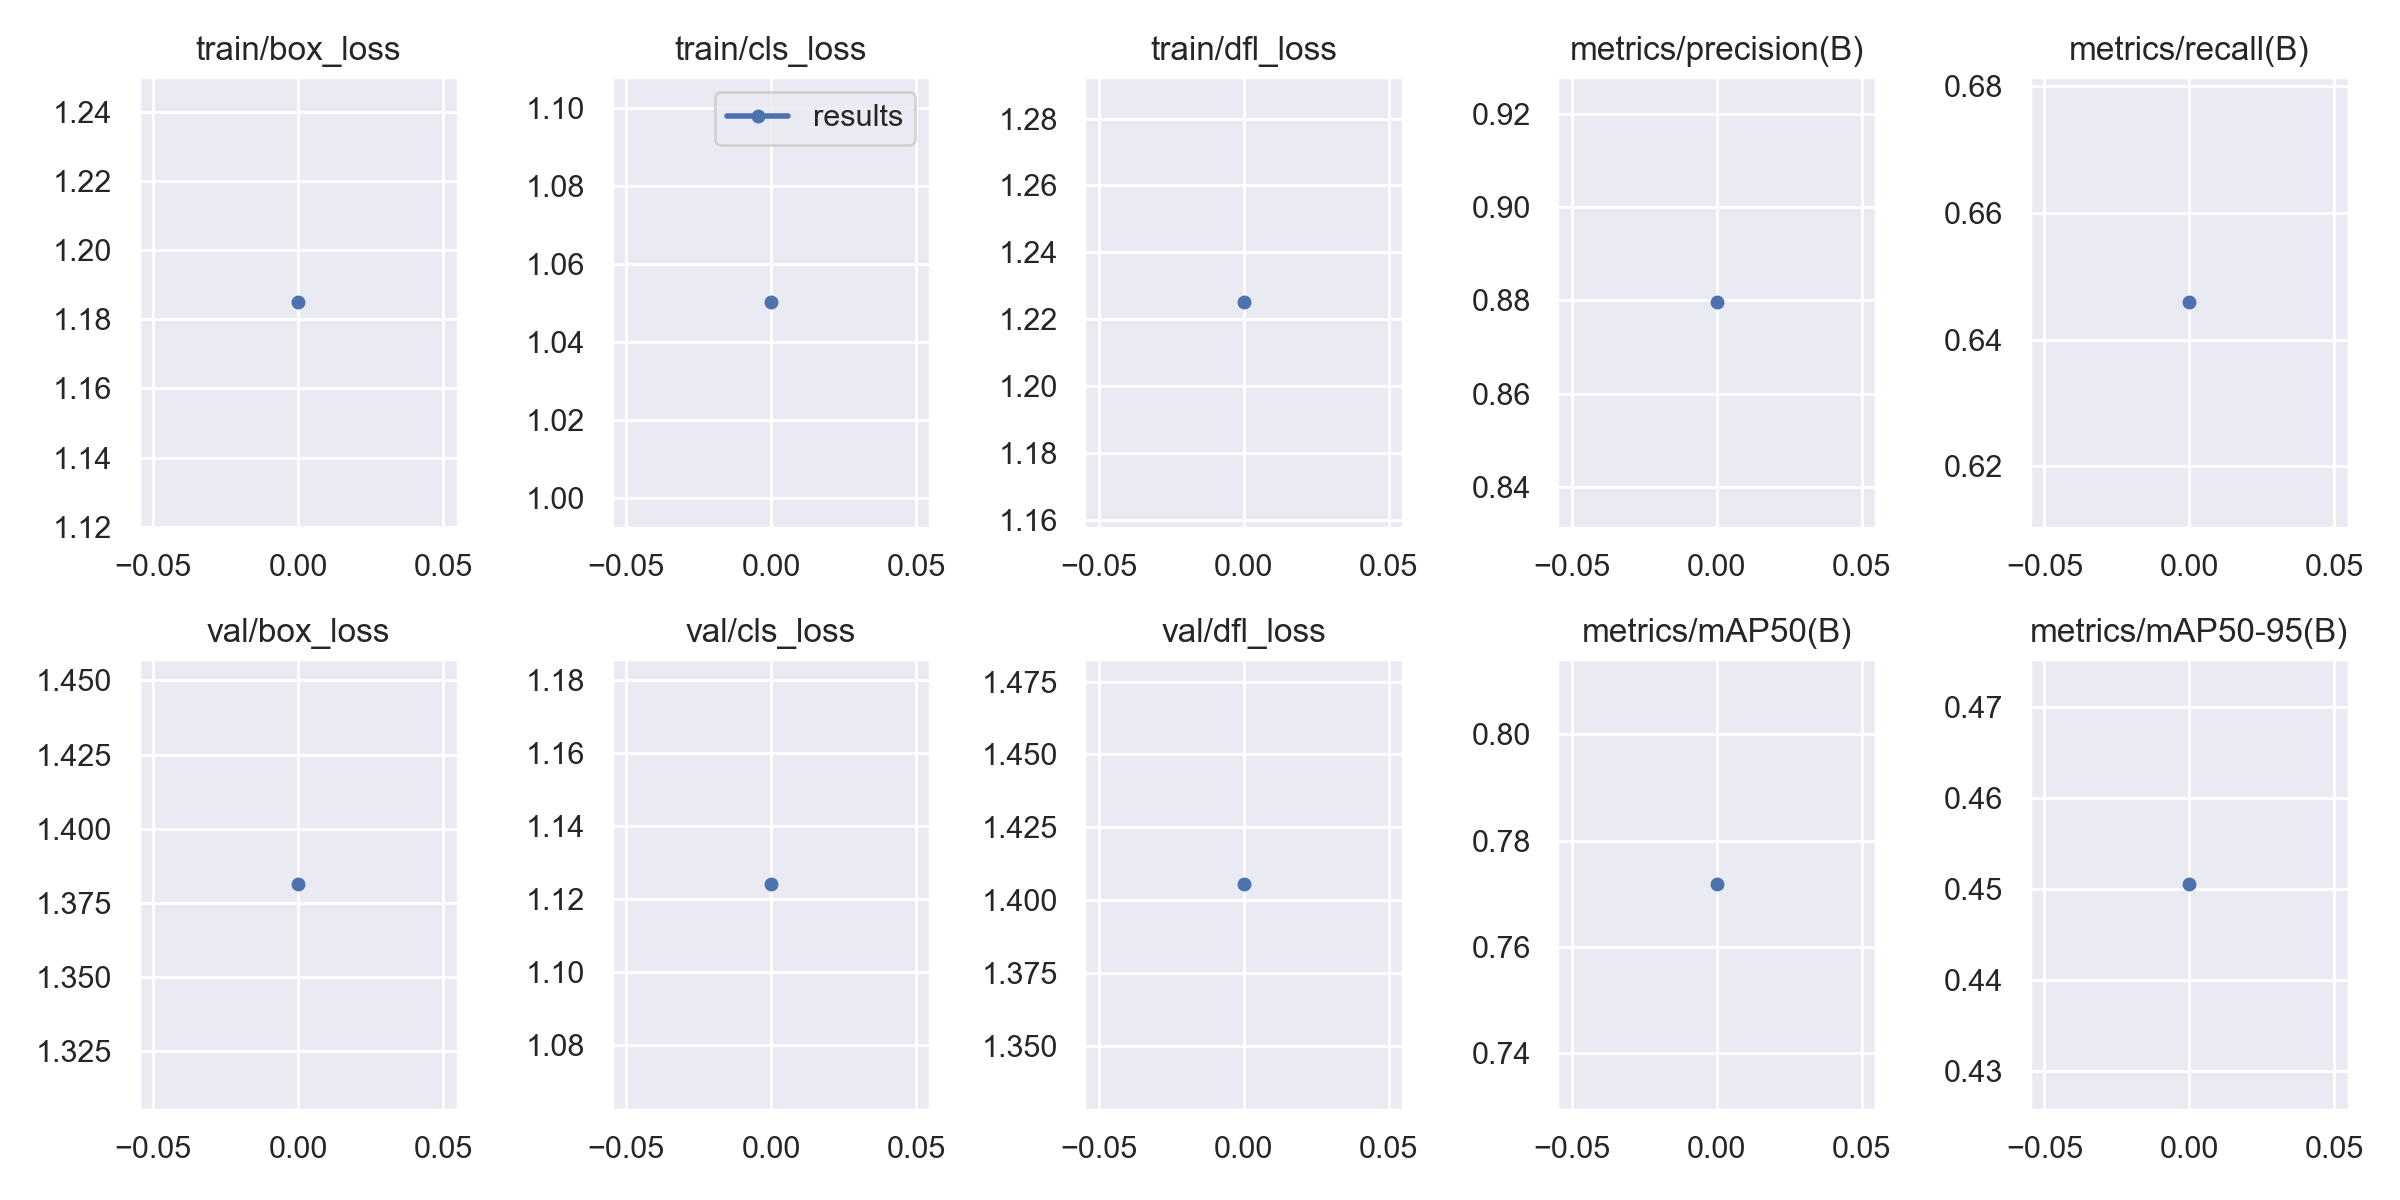 train/box_loss
1.24
1.22
1.20
1.18
1.16
1.14
1.12
−0.05 0.00 0.05
train/cls_loss
results
1.10
1.08
1.06
1.04
1.02
1.00
−0.05 0.00 0.05
train/dfl_loss
1.28
1.26
1.24
1.22
1.20
1.18
1.16
−0.05 0.00 0.05
metrics/precision(B)
0.92
0.90
0.88
0.86
0.84
−0.05 0.00 0.05
metrics/recall(B)
0.68
0.66
0.64
0.62
−0.05 0.00 0.05
val/box_loss
1.450
1.425
1.400
1.375
1.350
1.325
−0.05 0.00 0.05
val/cls_loss
1.18
1.16
1.14
1.12
1.10
1.08
−0.05 0.00 0.05
val/dfl_loss
1.475
1.450
1.425
1.400
1.375
1.350
−0.05 0.00 0.05
metrics/mAP50(B)
0.80
0.78
0.76
0.74
−0.05 0.00 0.05
metrics/mAP50-95(B)
0.47
0.46
0.45
0.44
0.43
−0.05 0.00 0.05